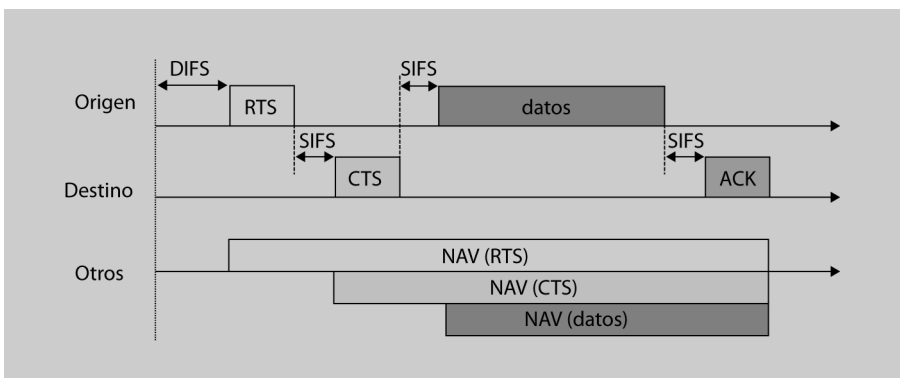 DIFS
SIFS
Origen
RTS
datos
SIFS
SIFS
Destino
CTS
ACK
Otros
NAV (RTS)
NAV (CTS)
NAV (datos)